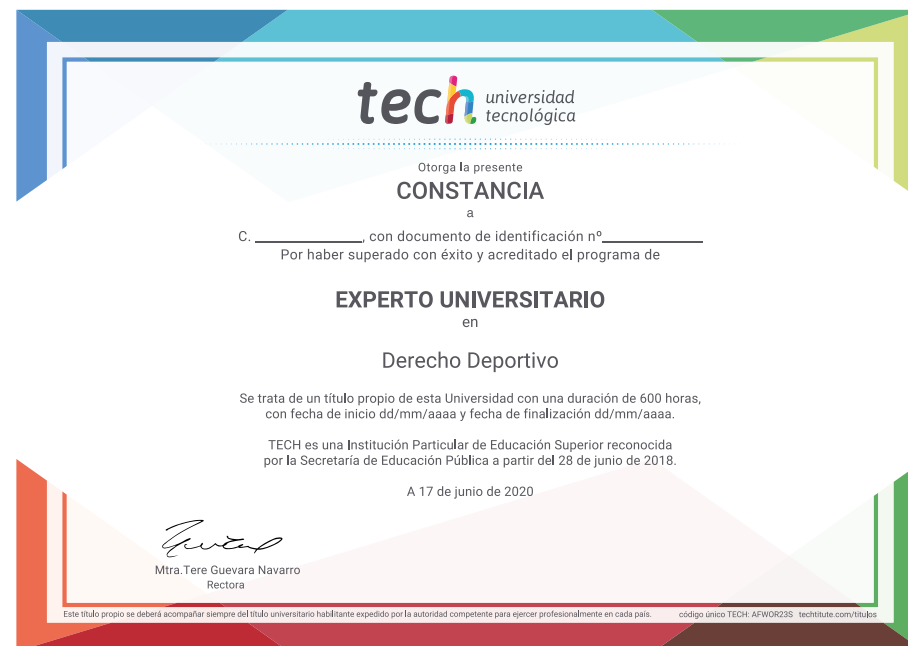 tech universidad
tecnológica
Otorga la presente
CONSTANCIA
a
C. ____________, con documento de identificación nº____________
Por haber superado con éxito y acreditado el programa de
EXPERTO UNIVERSITARIO
en
Derecho Deportivo
Se trata de un título propio de esta Universidad con una duración de 600 horas,
con fecha de inicio dd/mm/aaaa y fecha de finalización dd/mm/aaaa.
TECH es una Institución Particular de Educación Superior reconocida
por la Secretaría de Educación Pública a partir del 28 de junio de 2018.
A 17 de junio de 2020
Mtra.Tere Guevara Navarro
Rectora
Este título propio se deberá acompañar siempre del título universitario habilitante expedido por la autoridad competente para ejercer profesionalmente en cada país. código único TECH: AFWOR23S techtitute.com/titulos